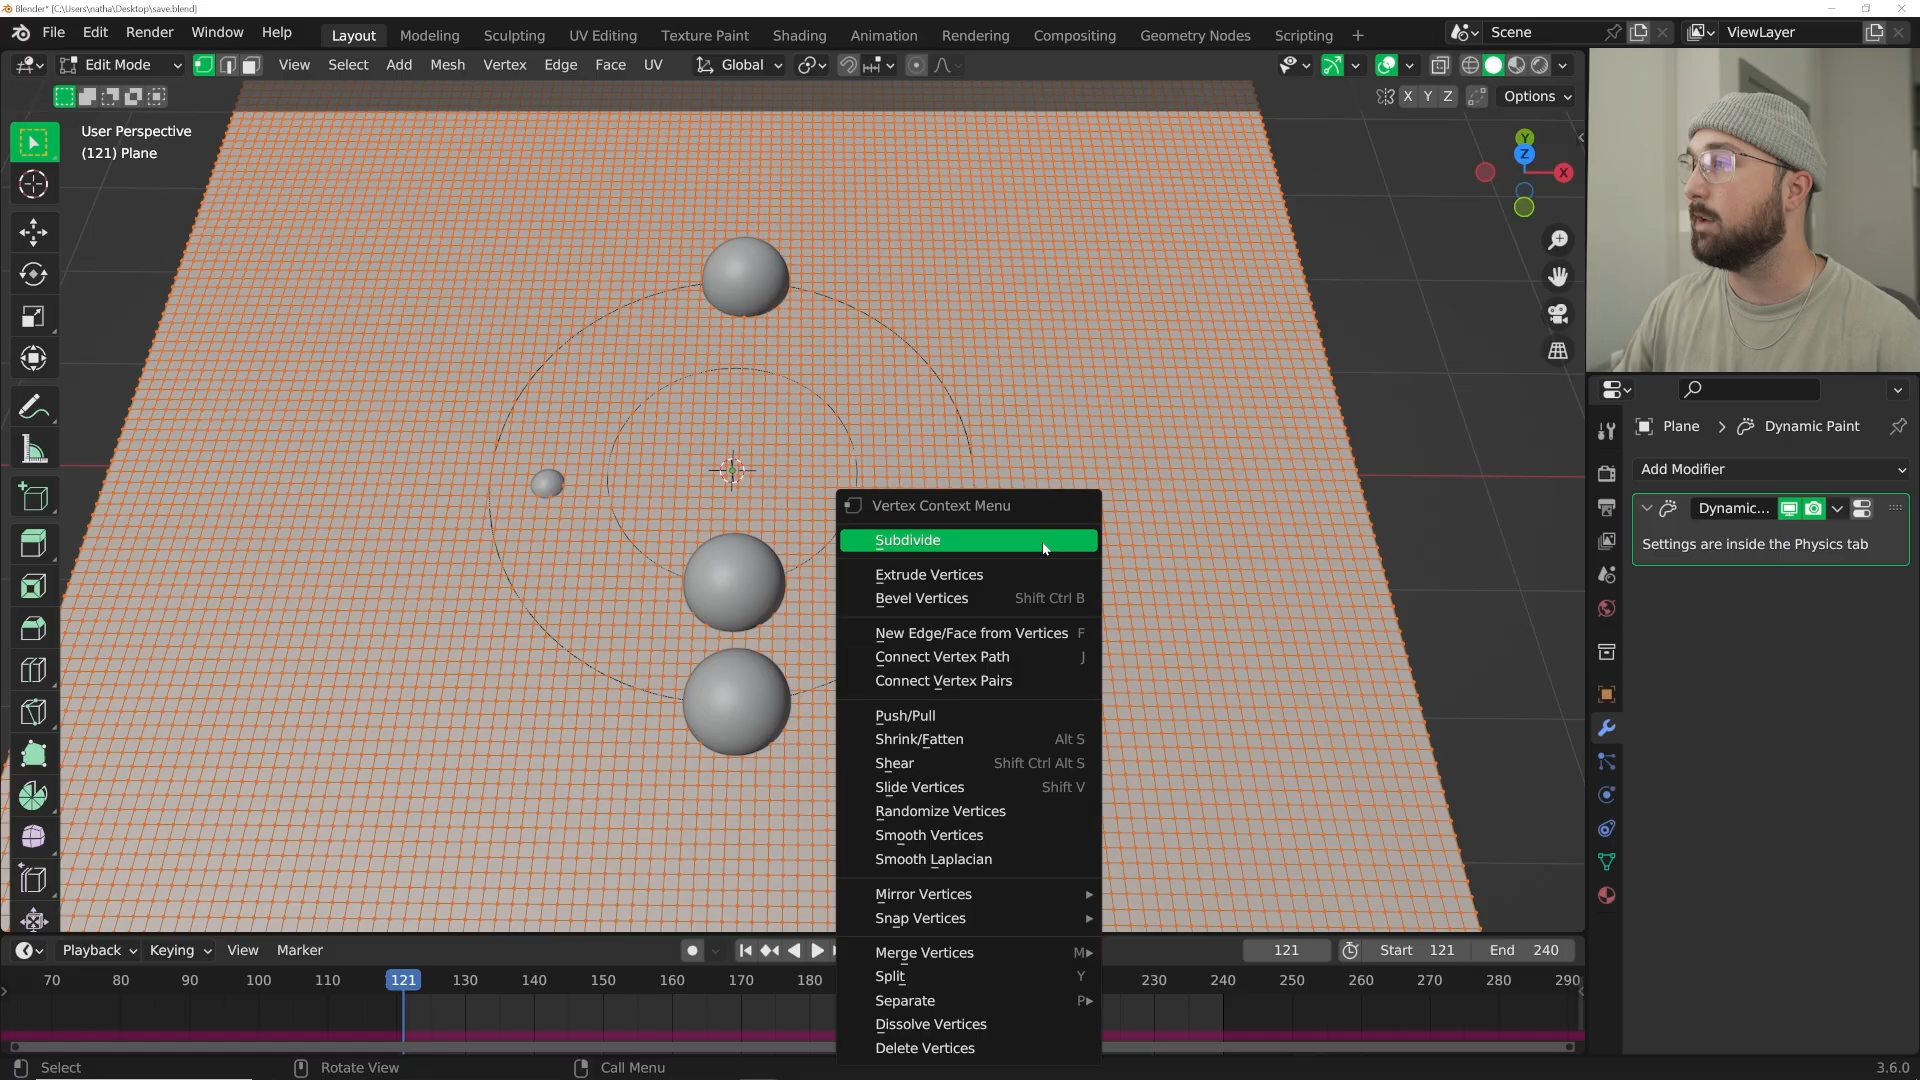 Blender* [C:\Users\natha\Desktop\save.blend]
File Edit Render Window Help
Layout Modeling Sculpting UV Editing Texture Paint Shading Animation Rendering Compositing Geometry Nodes Scripting +
Scene
ViewLayer
Edit Mode
View Select Add Mesh Vertex Edge Face UV
Global
X Y Z
Options
User Perspective
(121) Plane
Y
Z
X
Plane > Dynamic Paint
Add Modifier
Dynamic...
Settings are inside the Physics tab
Vertex Context Menu
Subdivide
Extrude Vertices
Bevel Vertices Shift Ctrl B
New Edge/Face from Vertices F
Connect Vertex Path J
Connect Vertex Pairs
Push/Pull
Shrink/Fatten Alt S
Shear Shift Ctrl Alt S
Slide Vertices Shift V
Randomize Vertices
Smooth Vertices
Smooth Laplacian
Mirror Vertices
Snap Vertices
Merge Vertices M
Split Y
Separate P
Dissolve Vertices
Delete Vertices
Playback Keying View Marker
121
Start 121
End 240
70 80 90 100 110 121 130 140 150 160 170 180 230 240 250 260 270 280 290
Select
Rotate View
Call Menu
3.6.0